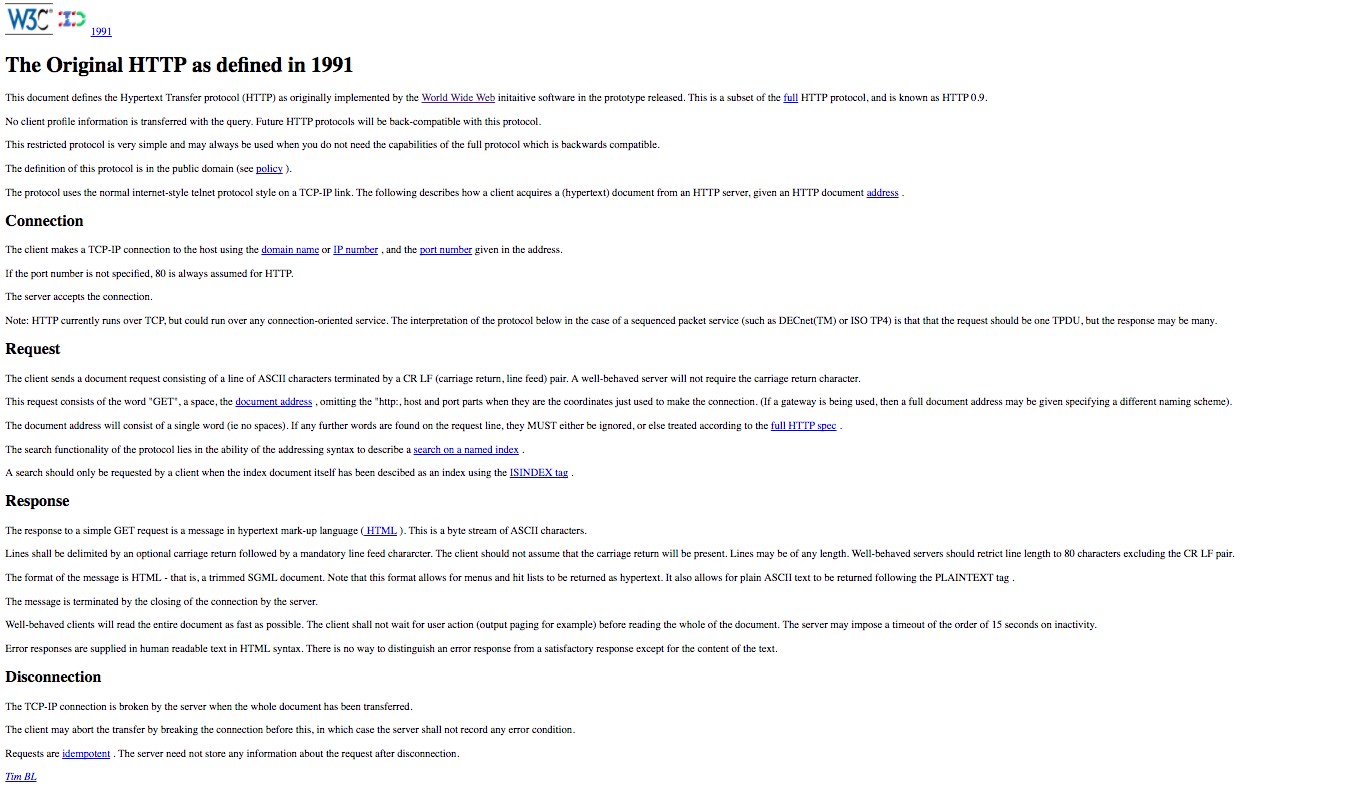 W3C
1991
The Original HTTP as defined in 1991
This document defines the Hypertext Transfer protocol (HTTP) as originally implemented by the World Wide Web initaitive software in the prototype released. This is a subset of the full HTTP protocol, and is known as HTTP 0.9.
No client profile information is transferred with the query. Future HTTP protocols will be back-compatible with this protocol.
This restricted protocol is very simple and may always be used when you do not need the capabilities of the full protocol which is backwards compatible.
The definition of this protocol is in the public domain (see policy ).
The protocol uses the normal internet-style telnet protocol style on a TCP-IP link. The following describes how a client acquires a (hypertext) document from an HTTP server, given an HTTP document address .
Connection
The client makes a TCP-IP connection to the host using the domain name or IP number , and the port number given in the address.
If the port number is not specified, 80 is always assumed for HTTP.
The server accepts the connection.
Note: HTTP currently runs over TCP, but could run over any connection-oriented service. The interpretation of the protocol below in the case of a sequenced packet service (such as DECnet(TM) or ISO TP4) is that that the request should be one TPDU, but the response may be many.
Request
The client sends a document request consisting of a line of ASCII characters terminated by a CR LF (carriage return, line feed) pair. A well-behaved server will not require the carriage return character.
This request consists of the word "GET", a space, the document address , omitting the "http:, host and port parts when they are the coordinates just used to make the connection. (If a gateway is being used, then a full document address may be given specifying a different naming scheme).
The document address will consist of a single word (ie no spaces). If any further words are found on the request line, they MUST either be ignored, or else treated according to the full HTTP spec .
The search functionality of the protocol lies in the ability of the addressing syntax to describe a search on a named index .
A search should only be requested by a client when the index document itself has been descibed as an index using the ISINDEX tag .
Response
The response to a simple GET request is a message in hypertext mark-up language ( HTML ). This is a byte stream of ASCII characters.
Lines shall be delimited by an optional carriage return followed by a mandatory line feed chararcter. The client should not assume that the carriage return will be present. Lines may be of any length. Well-behaved servers should retrict line length to 80 characters excluding the CR LF pair.
The format of the message is HTML - that is, a trimmed SGML document. Note that this format allows for menus and hit lists to be returned as hypertext. It also allows for plain ASCII text to be returned following the PLAINTEXT tag .
The message is terminated by the closing of the connection by the server.
Well-behaved clients will read the entire document as fast as possible. The client shall not wait for user action (output paging for example) before reading the whole of the document. The server may impose a timeout of the order of 15 seconds on inactivity.
Error responses are supplied in human readable text in HTML syntax. There is no way to distinguish an error response from a satisfactory response except for the content of the text.
Disconnection
The TCP-IP connection is broken by the server when the whole document has been transferred.
The client may abort the transfer by breaking the connection before this, in which case the server shall not record any error condition.
Requests are idempotent . The server need not store any information about the request after disconnection.
Tim BL